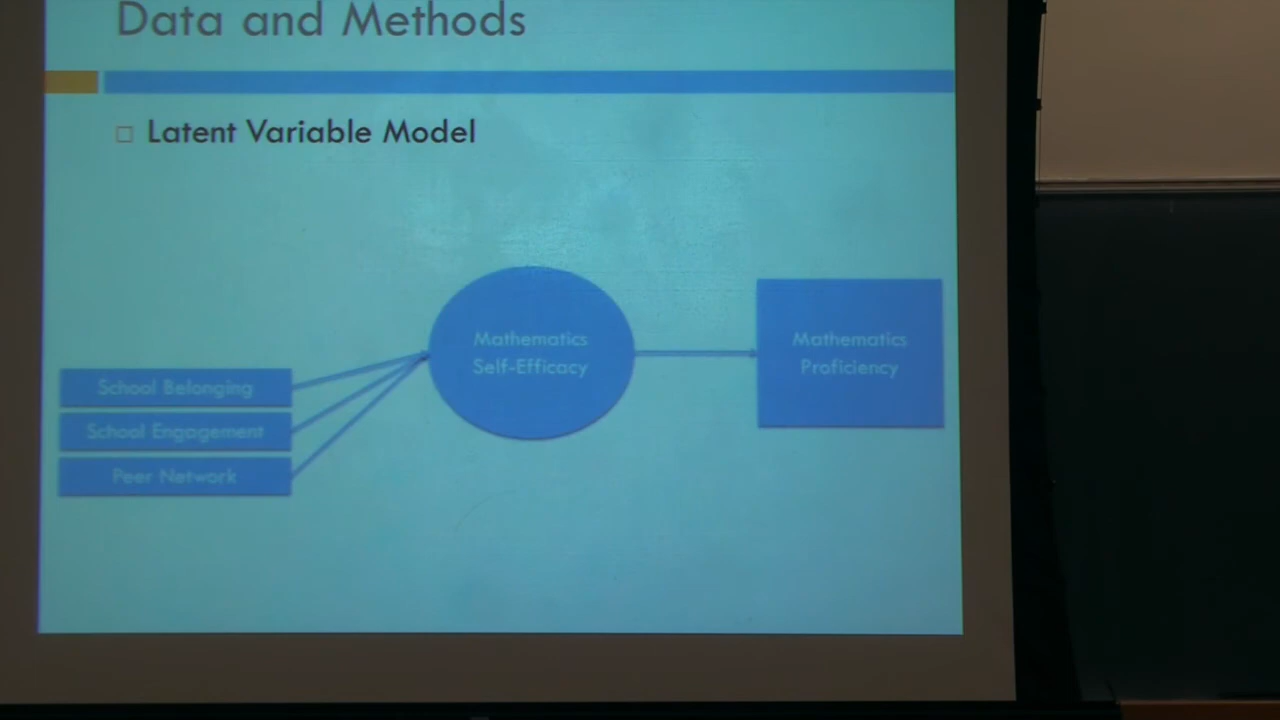 Data and Methods
Latent Variable Model
Mathematics
Self-Efficacy
Mathematics
Proficiency
School Belonging
School Engagement
Peer Network